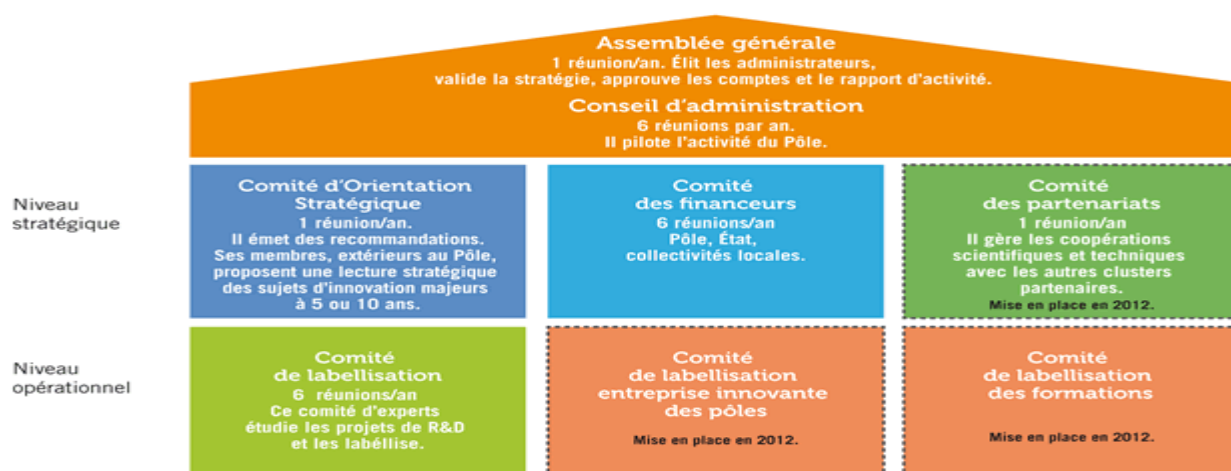 Assemblée générale
1 réunion/an. Élit les administrateurs,
valide la stratégie, approuve les comptes et le rapport d'activité.
Conseil d'administration
6 réunions par an.
Il pilote l'activité du Pôle.
Niveau
stratégique
Comité d'Orientation
Stratégique
1 réunion/an.
Il émet des recommandations.
Ses membres, extérieurs au Pôle,
proposent une lecture stratégique
des sujets d'innovation majeurs
à 5 ou 10 ans.
Comité
des financeurs
6 réunions/an
Pôle, État,
collectivités locales.
Comité
des partenariats
1 réunion/an
Il gère les coopérations
scientifiques et techniques
avec les autres clusters
partenaires.
Mise en place en 2012.
Niveau
opérationnel
Comité
de labellisation
6 réunions/an
Ce comité d'experts
étudie les projets de R&D
et les labéllise.
Comité
de labellisation
entreprise innovante
des pôles
Mise en place en 2012.
Comité
de labellisation
des formations
Mise en place en 2012.